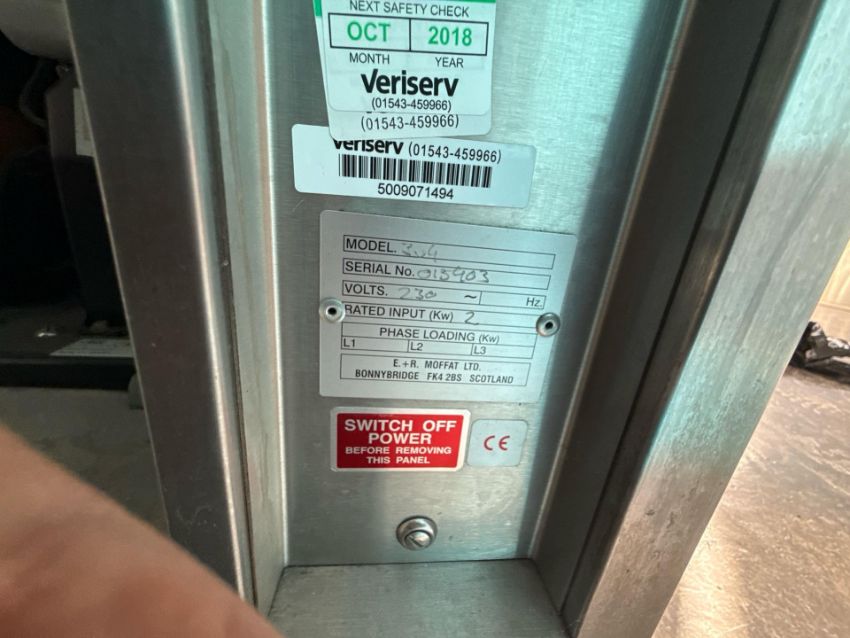 NEXT SAFETY CHECK
OCT 2018
MONTH YEAR
Veriserv
(01543-459966)
(01543-459966)
Veriserv (01543-459966)
5009071494
MODEL.
SERIAL No. 015903
VOLTS. 230 ~ Hz.
RATED INPUT (Kw) 2
PHASE LOADING (Kw)
L1 L2 L3
E.+R. MOFFAT LTD.
BONNYBRIDGE FK4 2BS SCOTLAND
SWITCH OFF
POWER
BEFORE REMOVING
THIS PANEL
CE